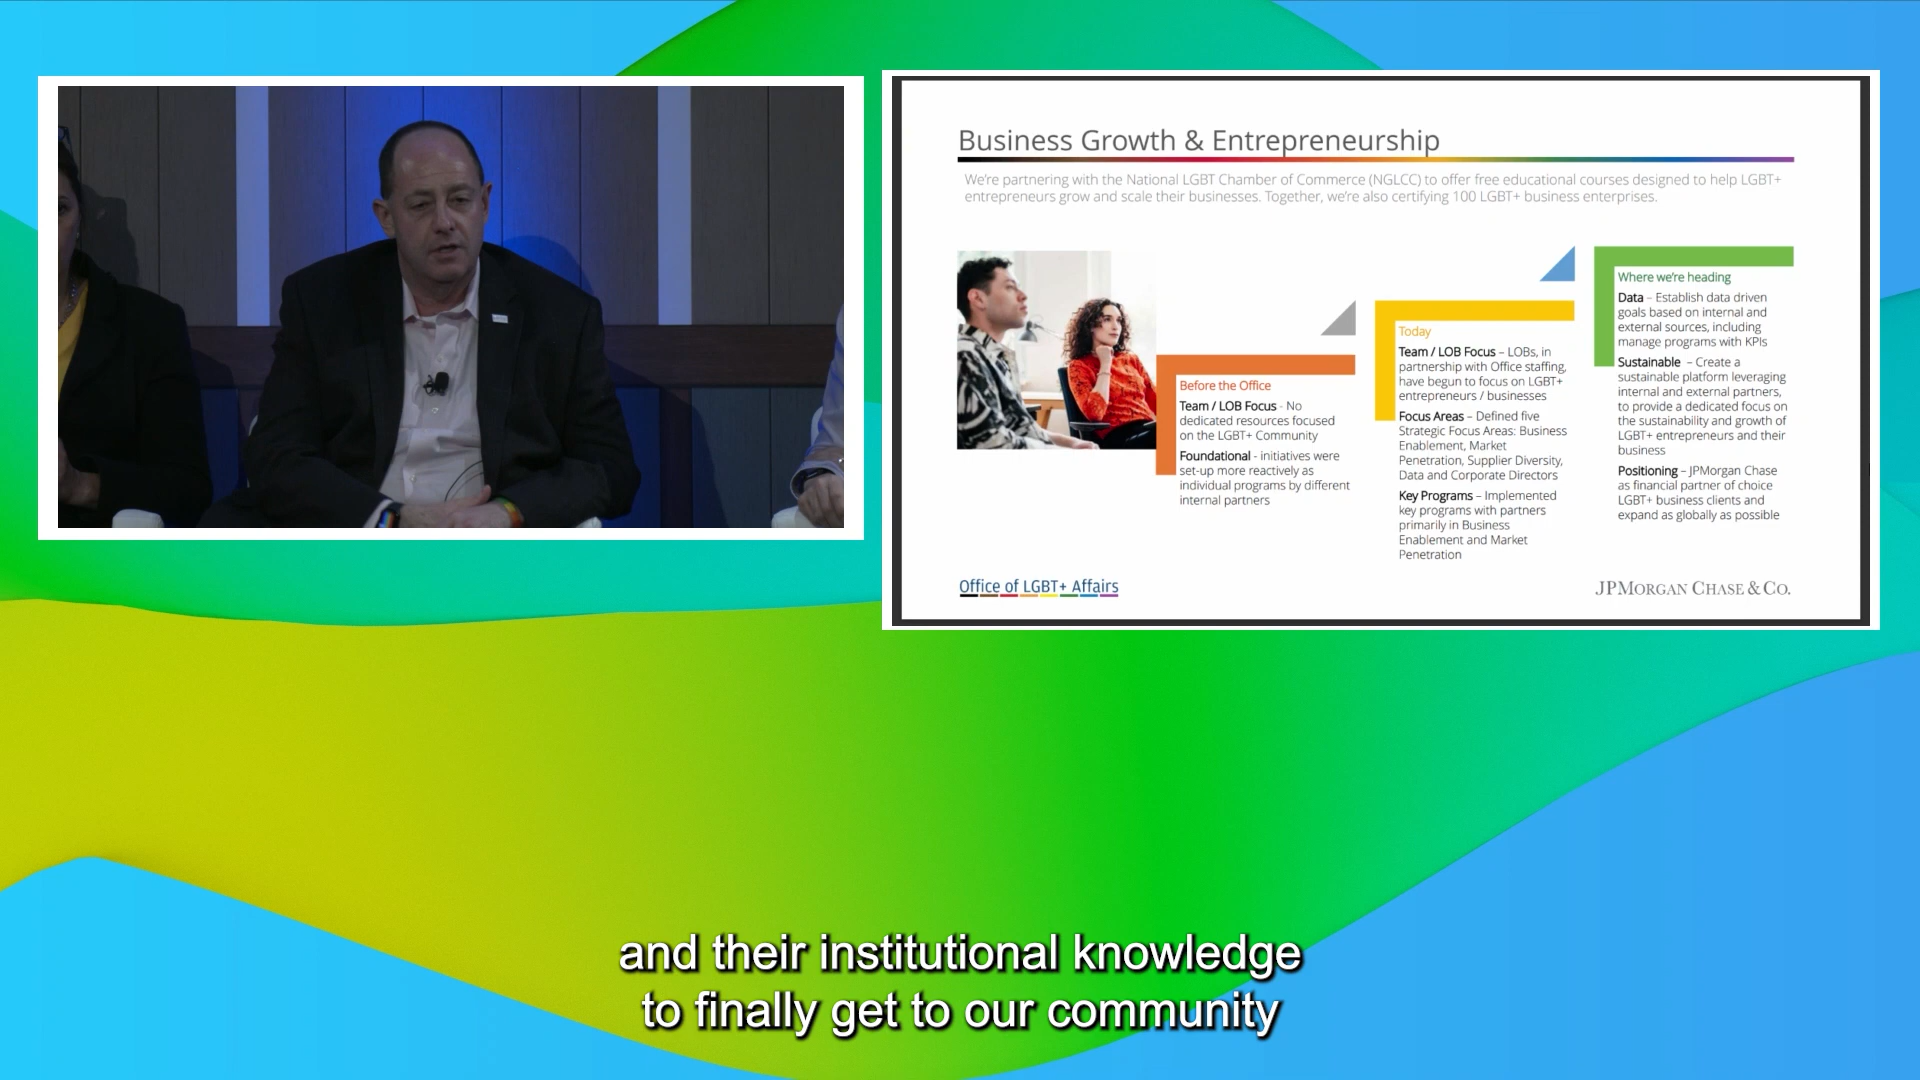 Business Growth & Entrepreneurship
We're partnering with the National LGBT Chamber of Commerce (NGLCC) to offer free educational courses designed to help LGBT+
entrepreneurs grow and scale their businesses. Together, we're also certifying 100 LGBT+ business enterprises.
Before the Office
Team / LOB Focus - No
dedicated resources focused
on the LGBT+ Community
Foundational - initiatives were
set-up more reactively as
individual programs by different
internal partners
Today
Team / LOB Focus – LOBs, in
partnership with Office staffing,
have begun to focus on LGBT+
entrepreneurs / businesses
Focus Areas – Defined five
Strategic Focus Areas: Business
Enablement, Market
Penetration, Supplier Diversity,
Data and Corporate Directors
Key Programs – Implemented
key programs with partners
primarily in Business
Enablement and Market
Penetration
Where we're heading
Data – Establish data driven
goals based on internal and
external sources, including
manage programs with KPIs
Sustainable – Create a
sustainable platform leveraging
internal and external partners,
to provide a dedicated focus on
the sustainability and growth of
LGBT+ entrepreneurs and their
business
Positioning – JPMorgan Chase
as financial partner of choice
LGBT+ business clients and
expand as globally as possible
Office of LGBT+ Affairs
JPMORGAN CHASE & CO.
and their institutional knowledge
to finally get to our community